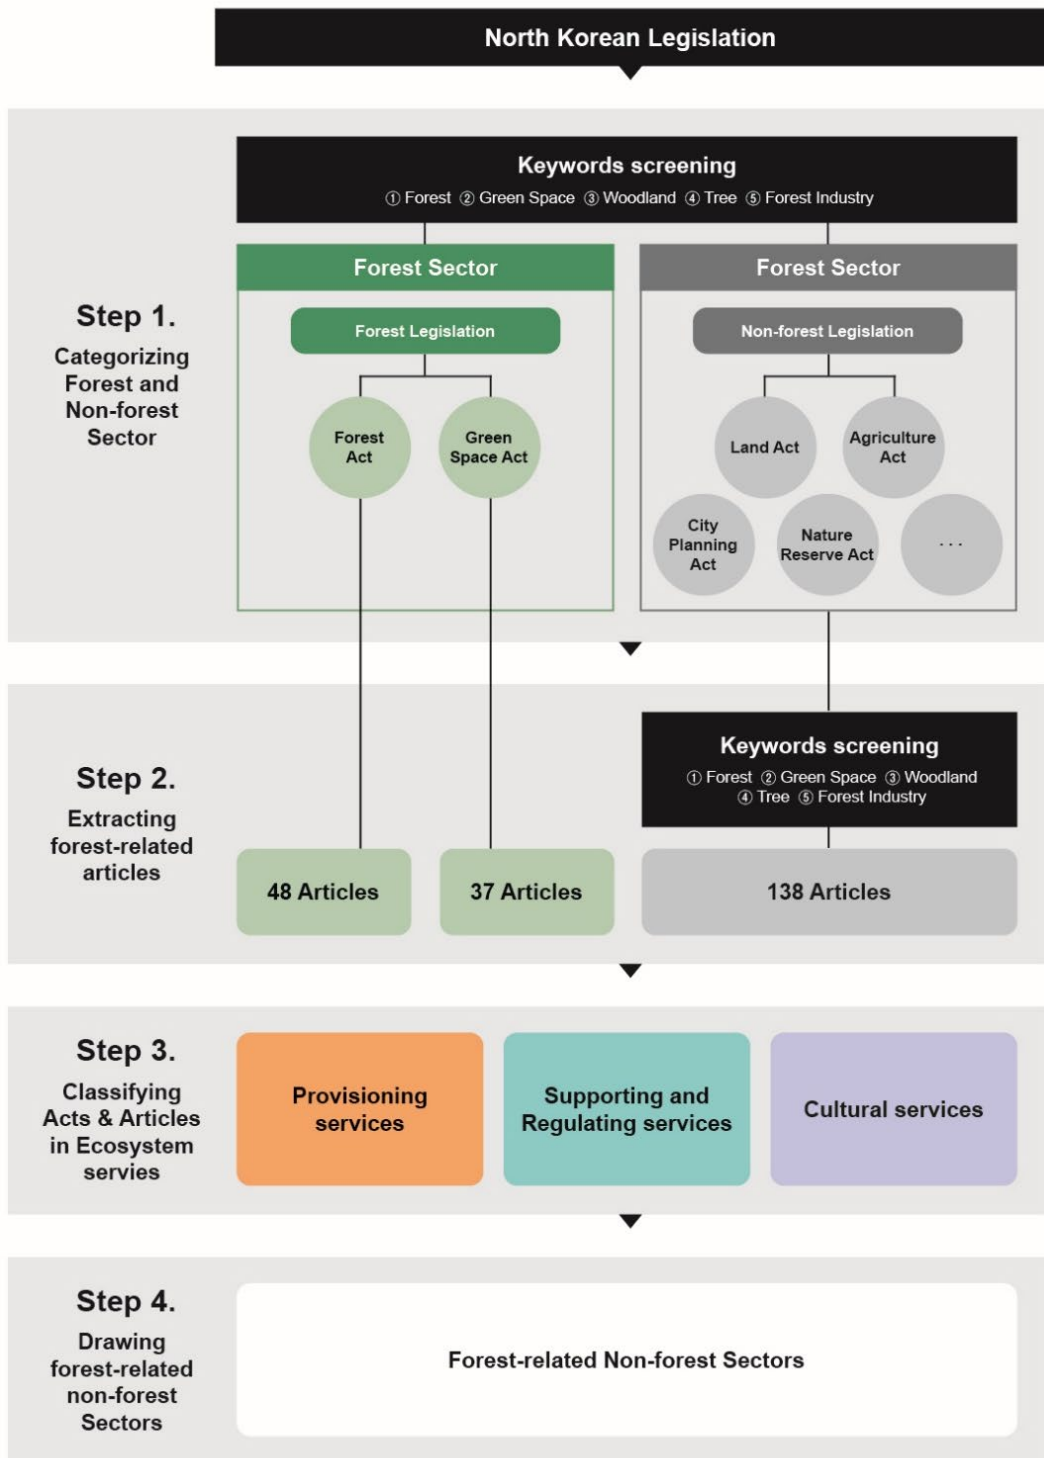 North Korean Legislation
Keywords screening
① Forest ② Green Space ③ Woodland ④ Tree ⑤ Forest Industry
Step 1.
Categorizing
Forest and
Non-forest
Sector
Forest Sector
Forest Legislation
Forest
Act
Green
Space Act
Forest Sector
Non-forest Legislation
Land Act
Agriculture
Act
City
Planning
Act
Nature
Reserve Act
...
Step 2.
Extracting
forest-related
articles
Keywords screening
① Forest ② Green Space ③ Woodland
④ Tree ⑤ Forest Industry
48 Articles
37 Articles
138 Articles
Step 3.
Classifying
Acts & Articles
in Ecosystem
servies
Provisioning
services
Supporting and
Regulating services
Cultural services
Step 4.
Drawing
forest-related
non-forest
Sectors
Forest-related Non-forest Sectors